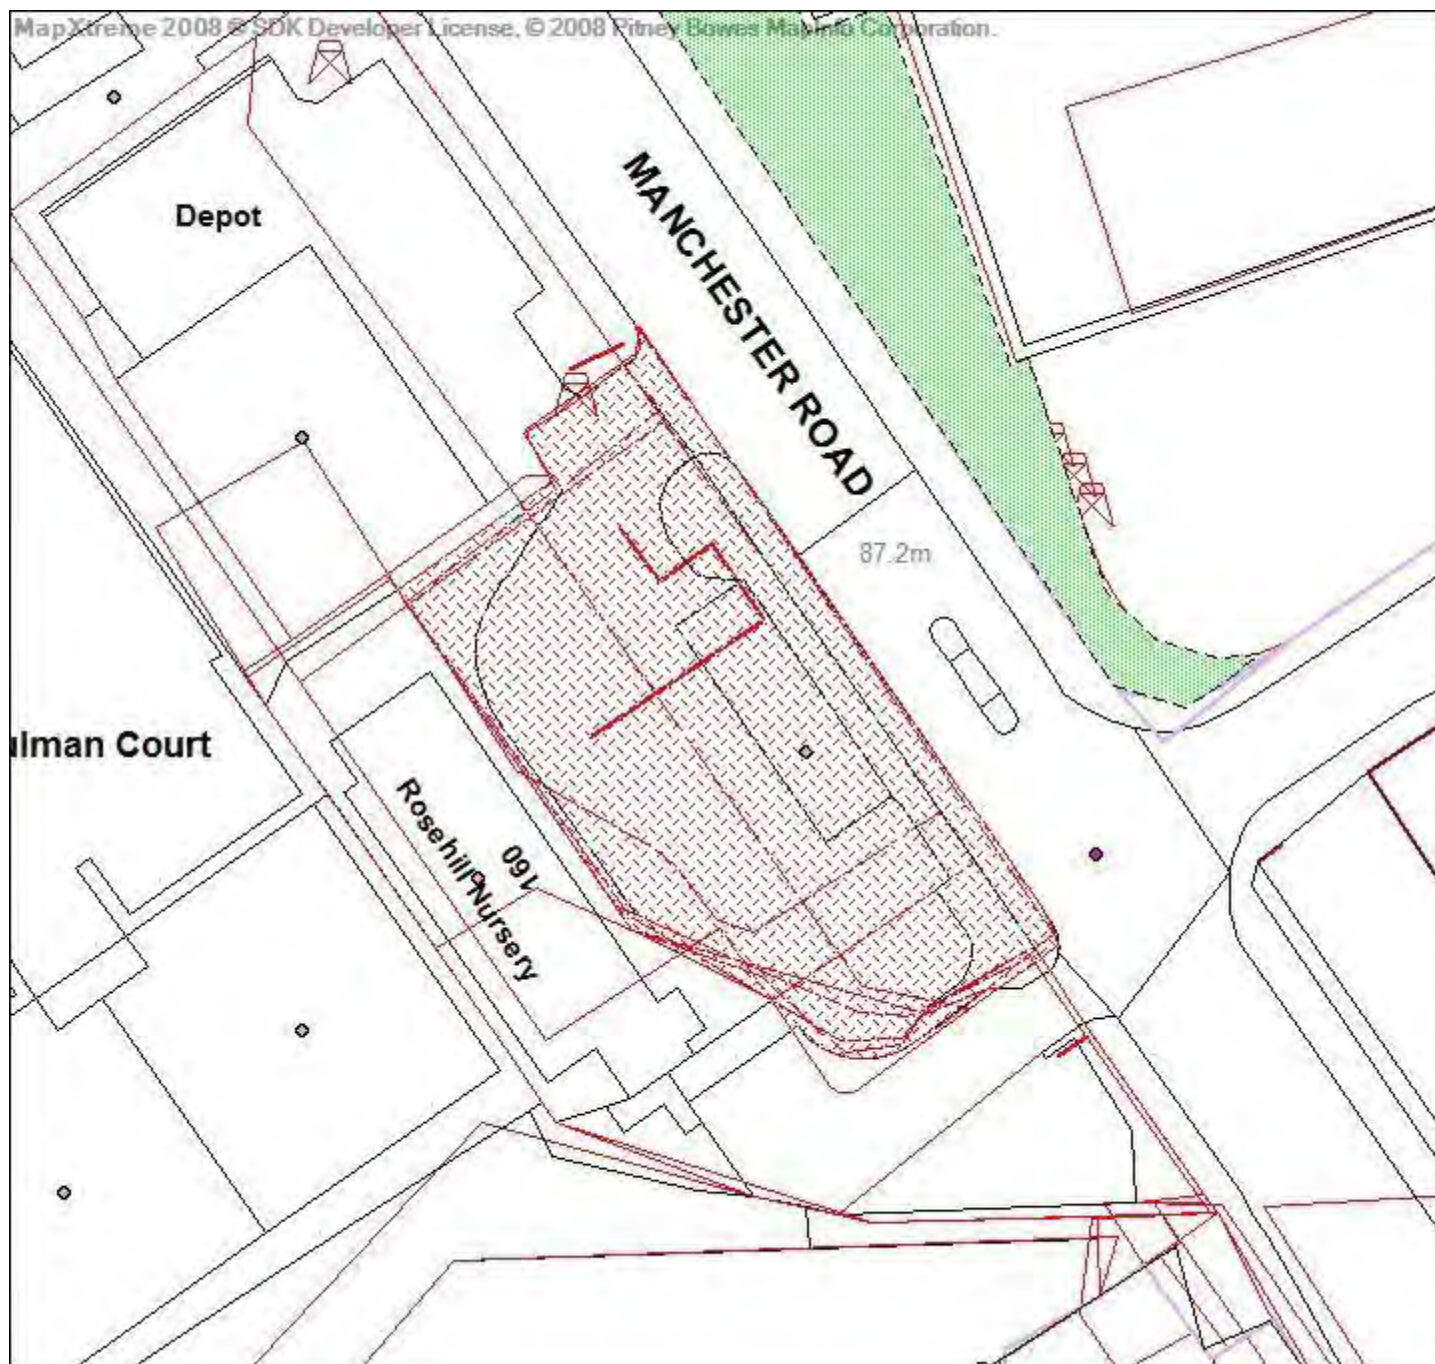 MapXtreme 2008 ® SDK Developer License, © 2008 Pitney Bowes MapInfo Corporation.
Depot
MANCHESTER ROAD
87.2m
ulman Court
160
Rosehill Nursery